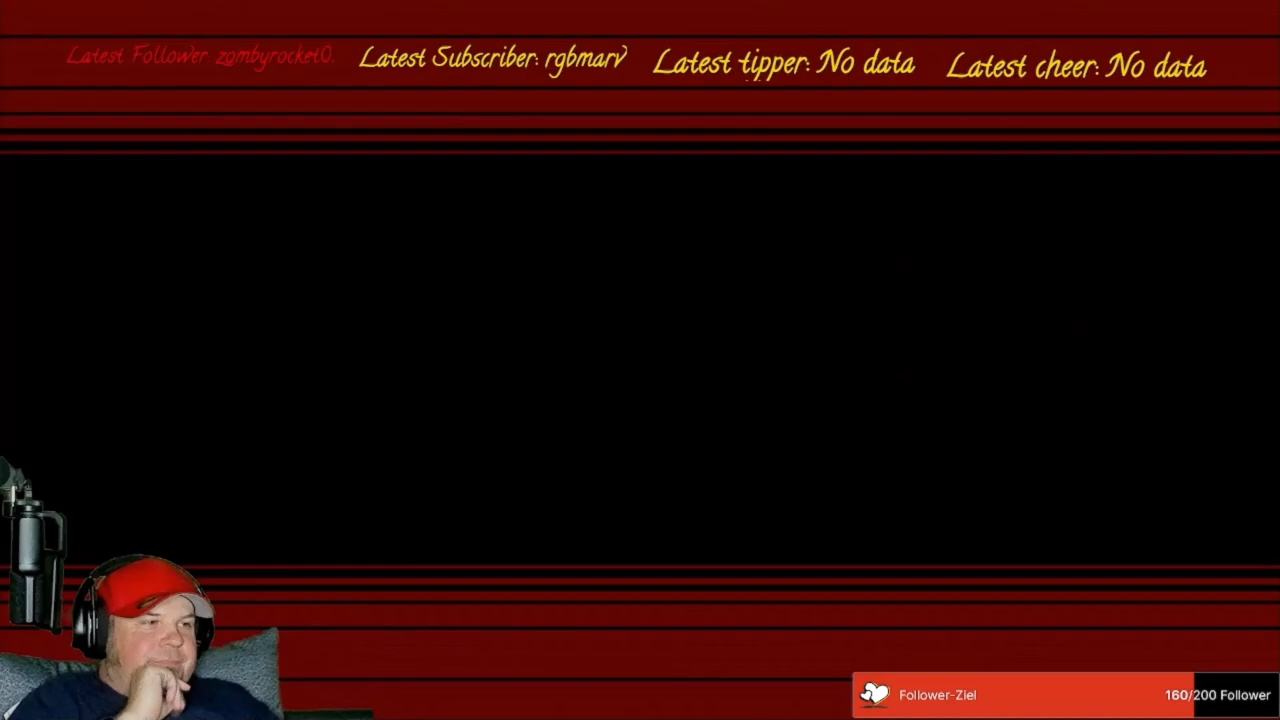 Latest Follower: zombyrocket0.
Latest Subscriber: rgbmarv
Latest tipper: No data
Latest cheer: No data
Follower-Ziel
160/200 Follower